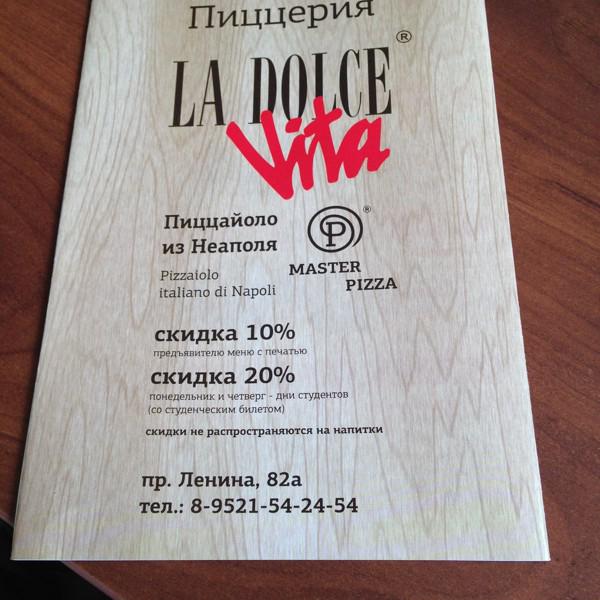 Пиццерия
LA DOLCE ®
Vita
Пиццайоло
из Неаполя
Pizzaiolo
italiano di Napoli
P ®
MASTER
PIZZA
скидка 10%
предъявителю меню с печатью
скидка 20%
понедельник и четверг - дни студентов
(со студенческим билетом)
скидки не распространяются на напитки
пр. Ленина, 82а
тел.: 8-9521-54-24-54